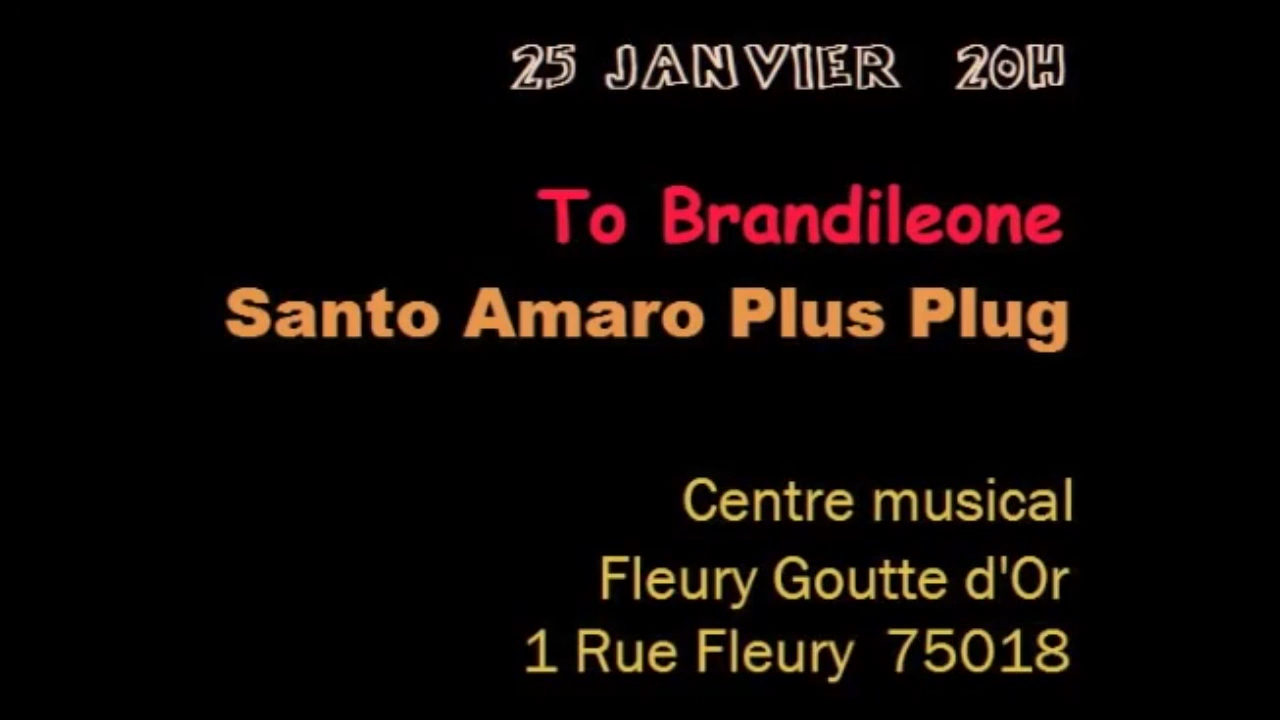 25 JANVIER 20H
To Brandileone
Santo Amaro Plus Plug
Centre musical
Fleury Goutte d'Or
1 Rue Fleury 75018